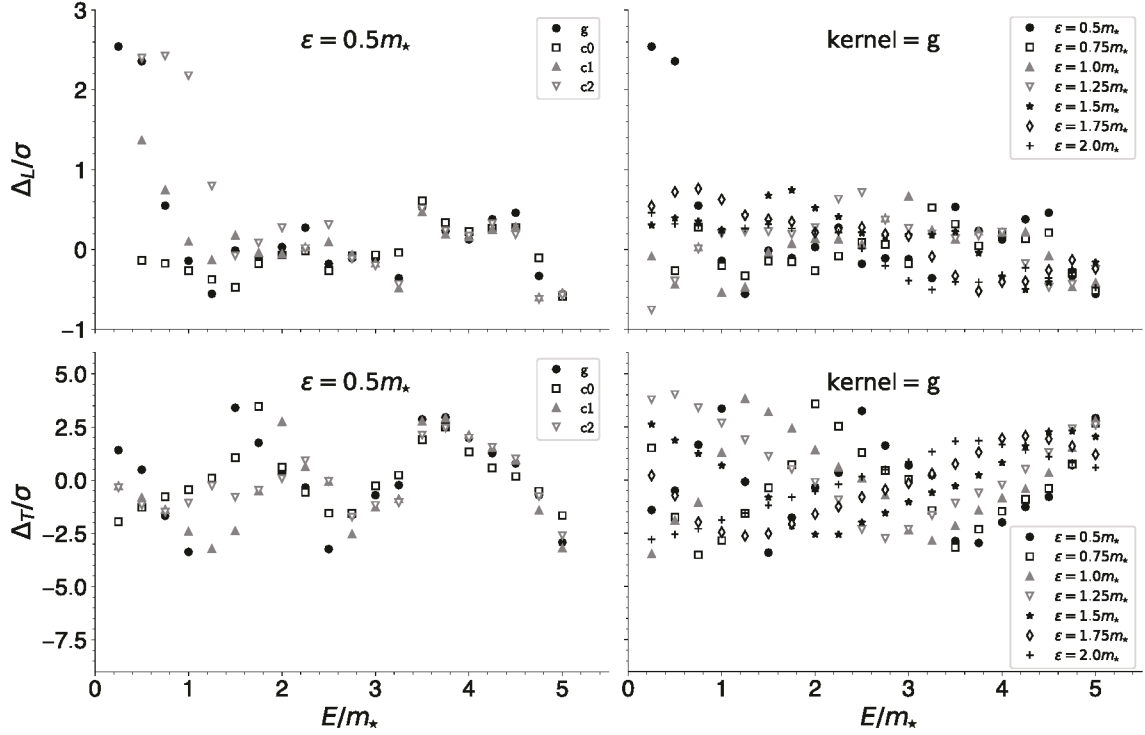 3
2
1
0
−1
Δ_L/σ
ε = 0.5m⋆
g
c0
c1
c2
kernel = g
ε = 0.5m⋆
ε = 0.75m⋆
ε = 1.0m⋆
ε = 1.25m⋆
ε = 1.5m⋆
ε = 1.75m⋆
ε = 2.0m⋆
5.0
2.5
0.0
−2.5
−5.0
−7.5
Δ_T/σ
ε = 0.5m⋆
g
c0
c1
c2
0 1 2 3 4 5
E/m⋆
kernel = g
ε = 0.5m⋆
ε = 0.75m⋆
ε = 1.0m⋆
ε = 1.25m⋆
ε = 1.5m⋆
ε = 1.75m⋆
ε = 2.0m⋆
0 1 2 3 4 5
E/m⋆